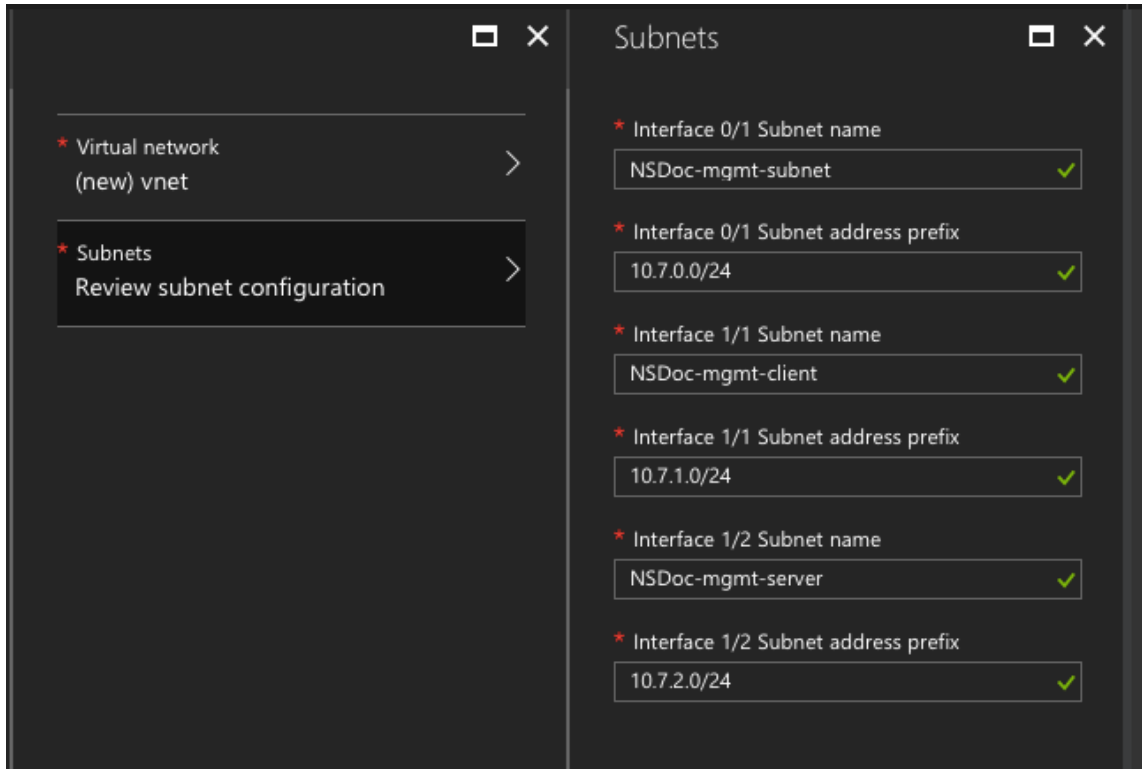 * Virtual network
(new) vnet
* Subnets
Review subnet configuration
Subnets
* Interface 0/1 Subnet name
NSDoc-mgmt-subnet
* Interface 0/1 Subnet address prefix
10.7.0.0/24
* Interface 1/1 Subnet name
NSDoc-mgmt-client
* Interface 1/1 Subnet address prefix
10.7.1.0/24
* Interface 1/2 Subnet name
NSDoc-mgmt-server
* Interface 1/2 Subnet address prefix
10.7.2.0/24